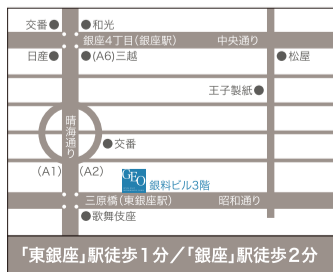 交番●　●和光
銀座4丁目(銀座駅)　中央通り
日産●　●(A6)三越　●松屋
王子製紙●
晴海通り
●交番
(A1)　(A2)　GEO　銀料ビル3階
三原橋(東銀座駅)　昭和通り
●歌舞伎座
「東銀座」駅徒歩1分／「銀座」駅徒歩2分